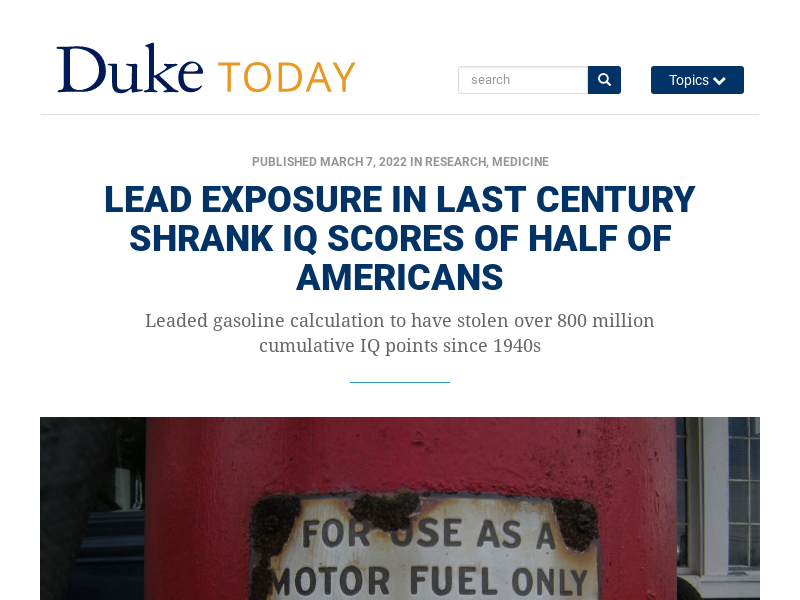 Duke TODAY
search
Topics
PUBLISHED MARCH 7, 2022 IN RESEARCH, MEDICINE
LEAD EXPOSURE IN LAST CENTURY
SHRANK IQ SCORES OF HALF OF
AMERICANS
Leaded gasoline calculation to have stolen over 800 million
cumulative IQ points since 1940s
FOR USE AS A
MOTOR FUEL ONLY